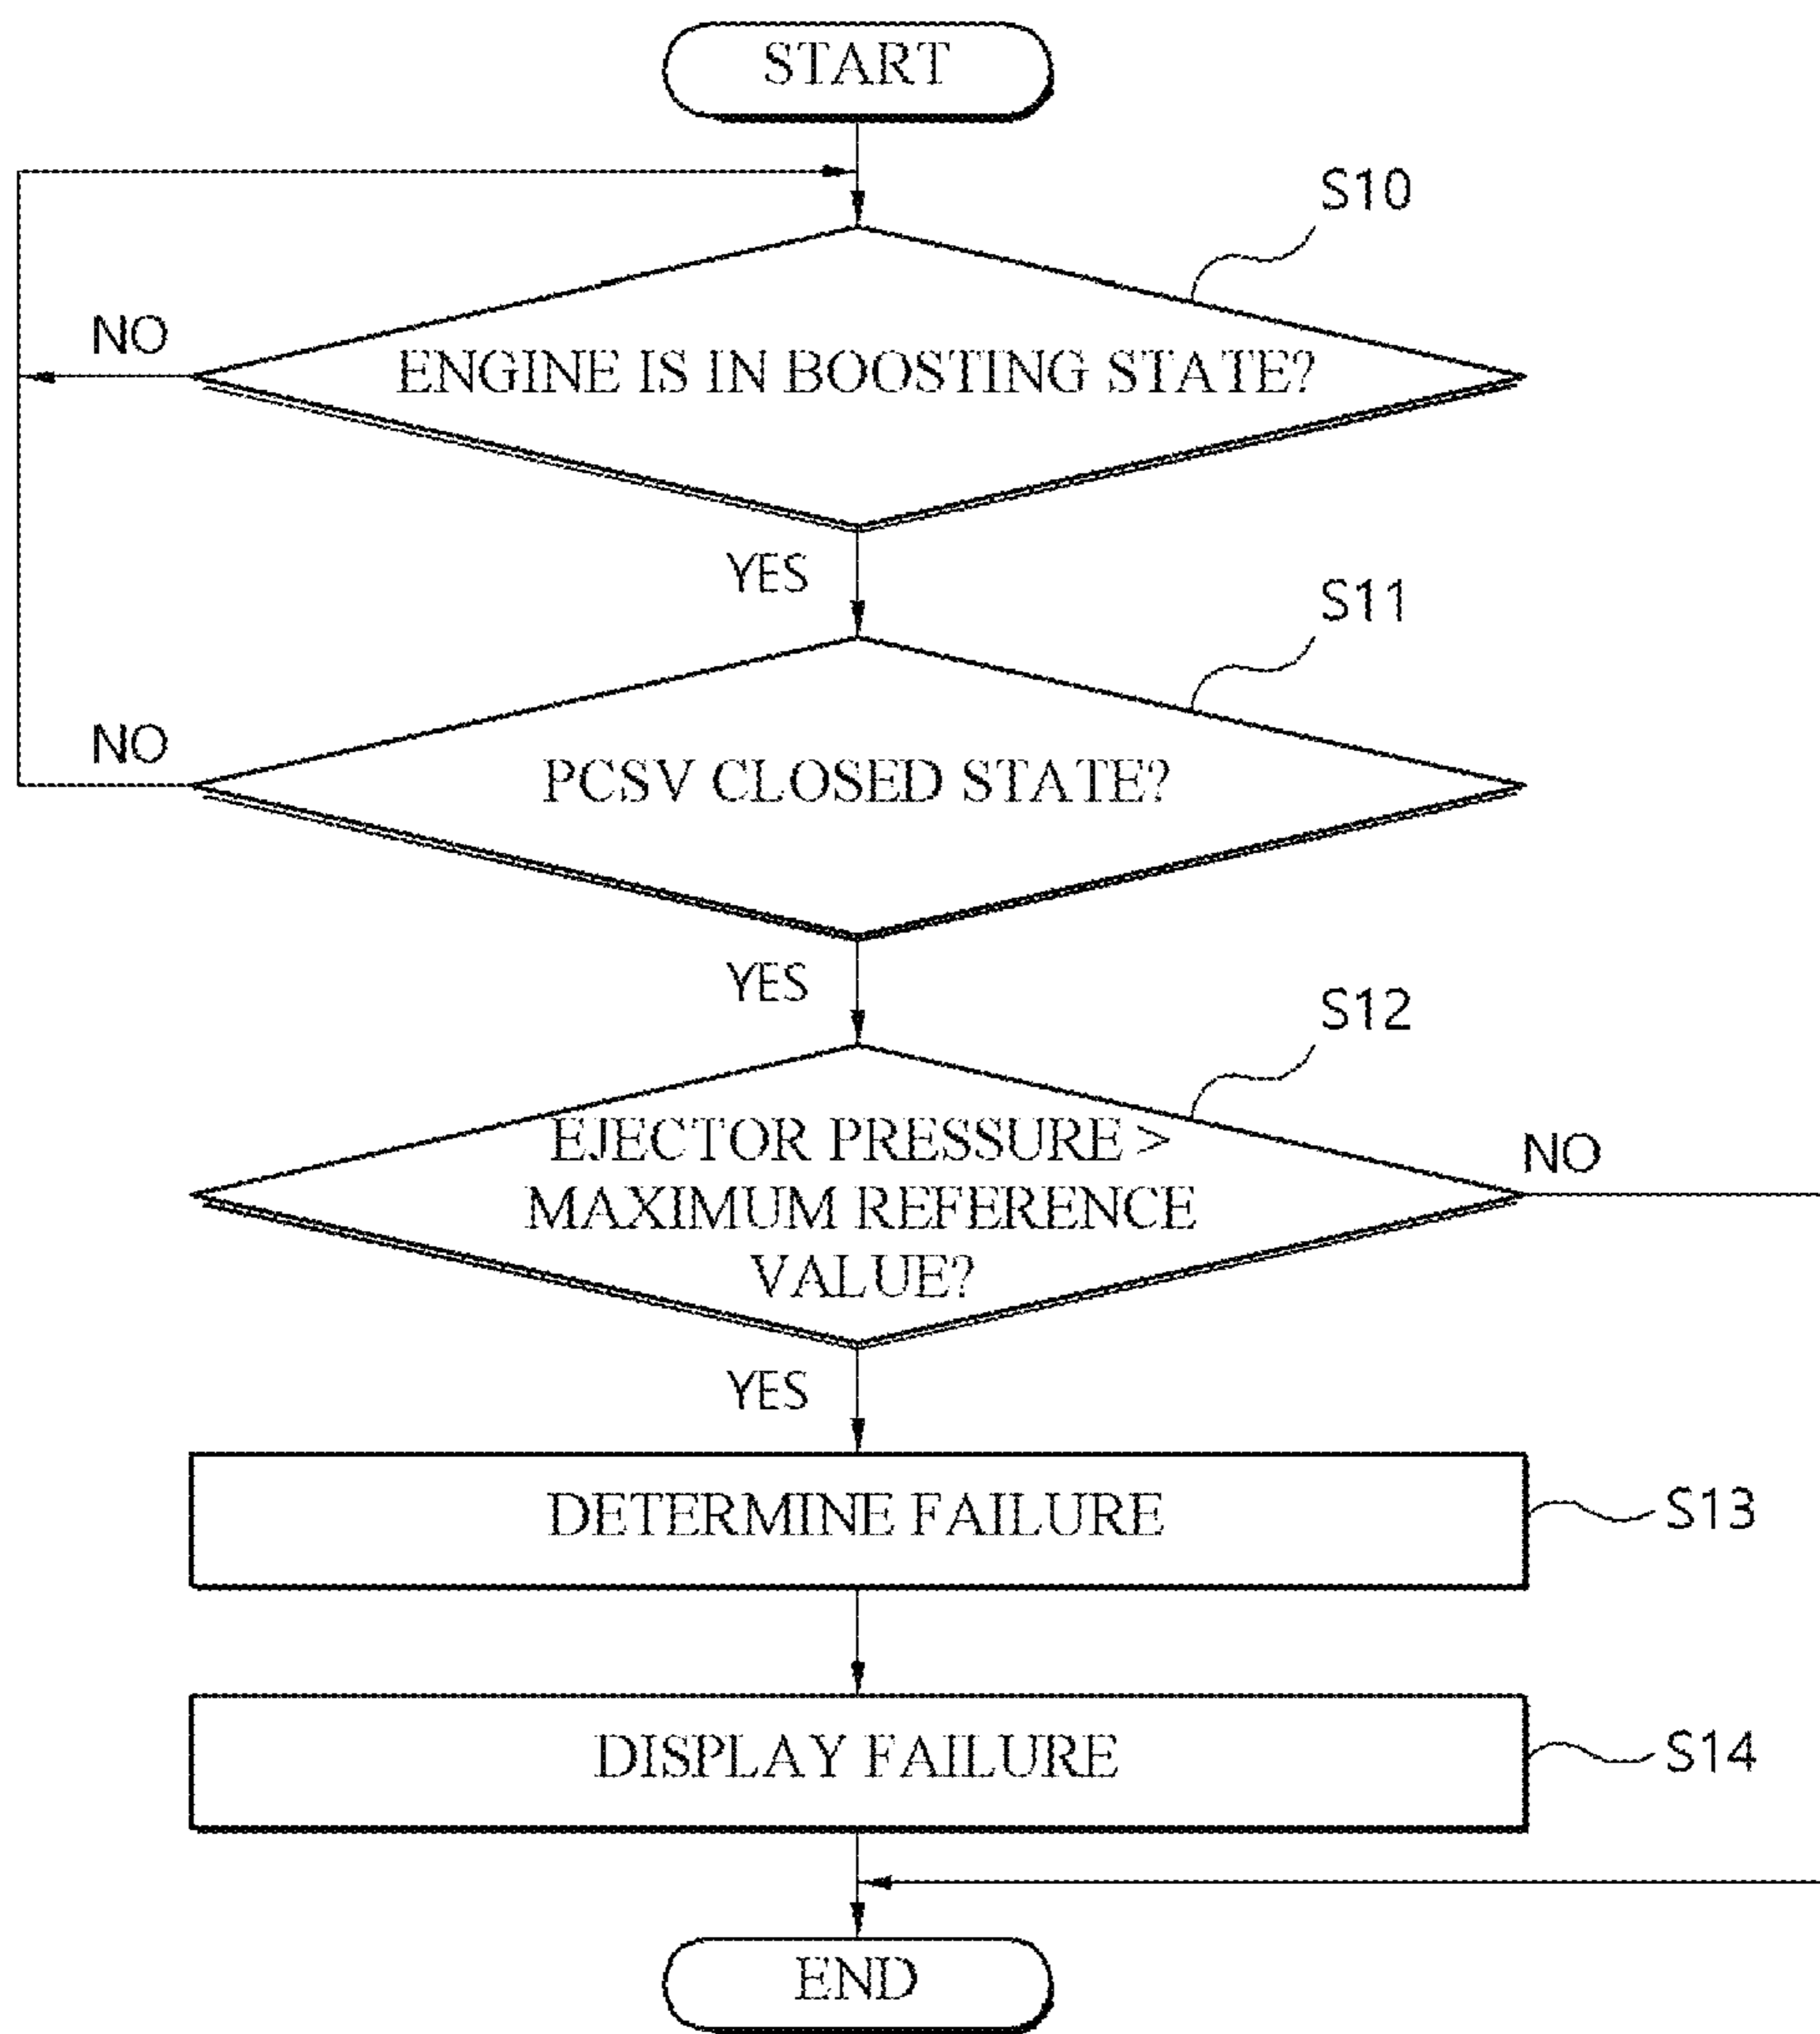 START
S10
NO
ENGINE IS IN BOOSTING STATE?
YES
S11
NO
PCSV CLOSED STATE?
YES
S12
EJECTOR PRESSURE >
MAXIMUM REFERENCE
VALUE?
NO
YES
DETERMINE FAILURE
S13
DISPLAY FAILURE
S14
END